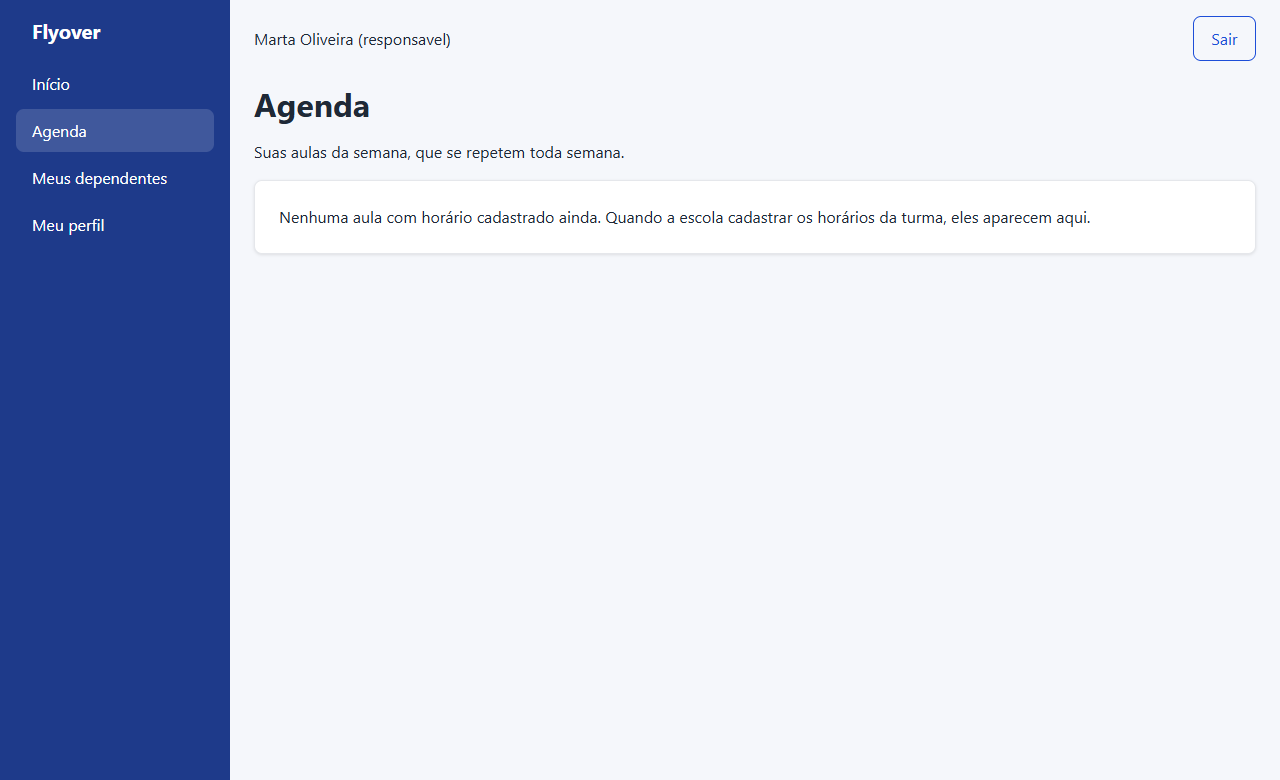 Flyover
Início
Agenda
Meus dependentes
Meu perfil
Marta Oliveira (responsavel)
Sair
Agenda
Suas aulas da semana, que se repetem toda semana.
Nenhuma aula com horário cadastrado ainda. Quando a escola cadastrar os horários da turma, eles aparecem aqui.